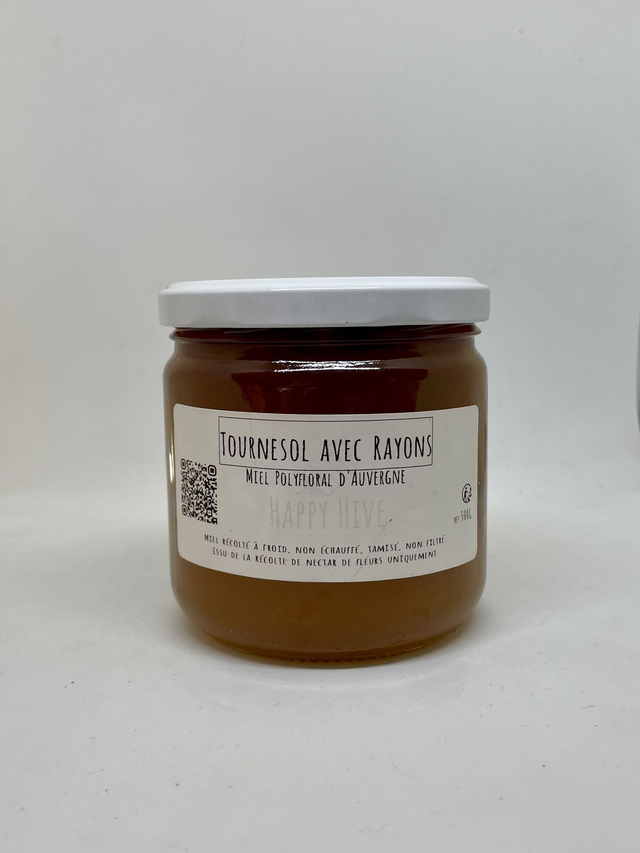 Tournesol avec Rayons
Miel Polyfloral d'Auvergne
Happy Hive
Miel récolté à froid, non échauffé, tamisé, non filtré
Issu de la récolte de nectar de fleurs uniquement
500g